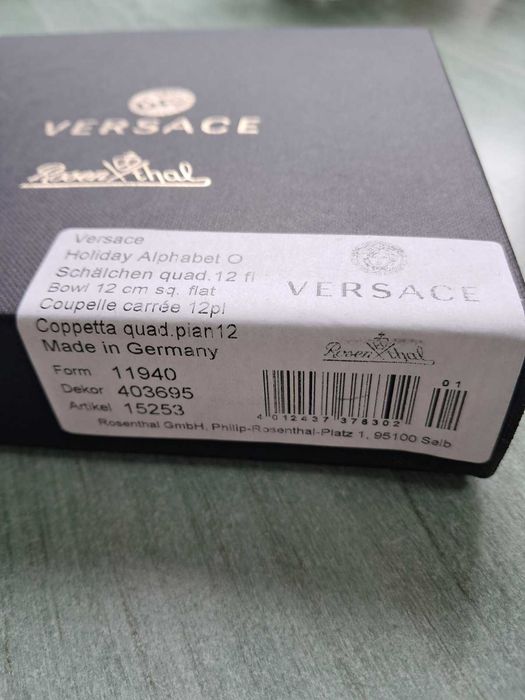 VERSACE
Rosenthal
Versace
Holiday Alphabet O
Schälchen quad.12 fl
Bowl 12 cm sq. flat
Coupelle carrée 12pl
Coppetta quad.pian12
Made in Germany
Form 11940
Dekor 403695
Artikel 15253
VERSACE
Rosenthal
01
4 012437 378302
Rosenthal GmbH, Philip-Rosenthal-Platz 1, 95100 Selb